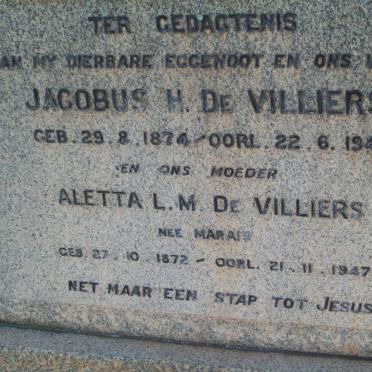 TER GEDAGTENIS
AN MY DIERBARE EGGENOOT EN ONS
JACOBUS H. DE VILLIERS
GEB. 29.8.1874 - OORL. 22.6.194
EN ONS MOEDER
ALETTA L.M. DE VILLIERS
NEE MARAIS
GEB. 27.10.1872 - OORL. 21.11.1947
NET MAAR EEN STAP TOT JESUS